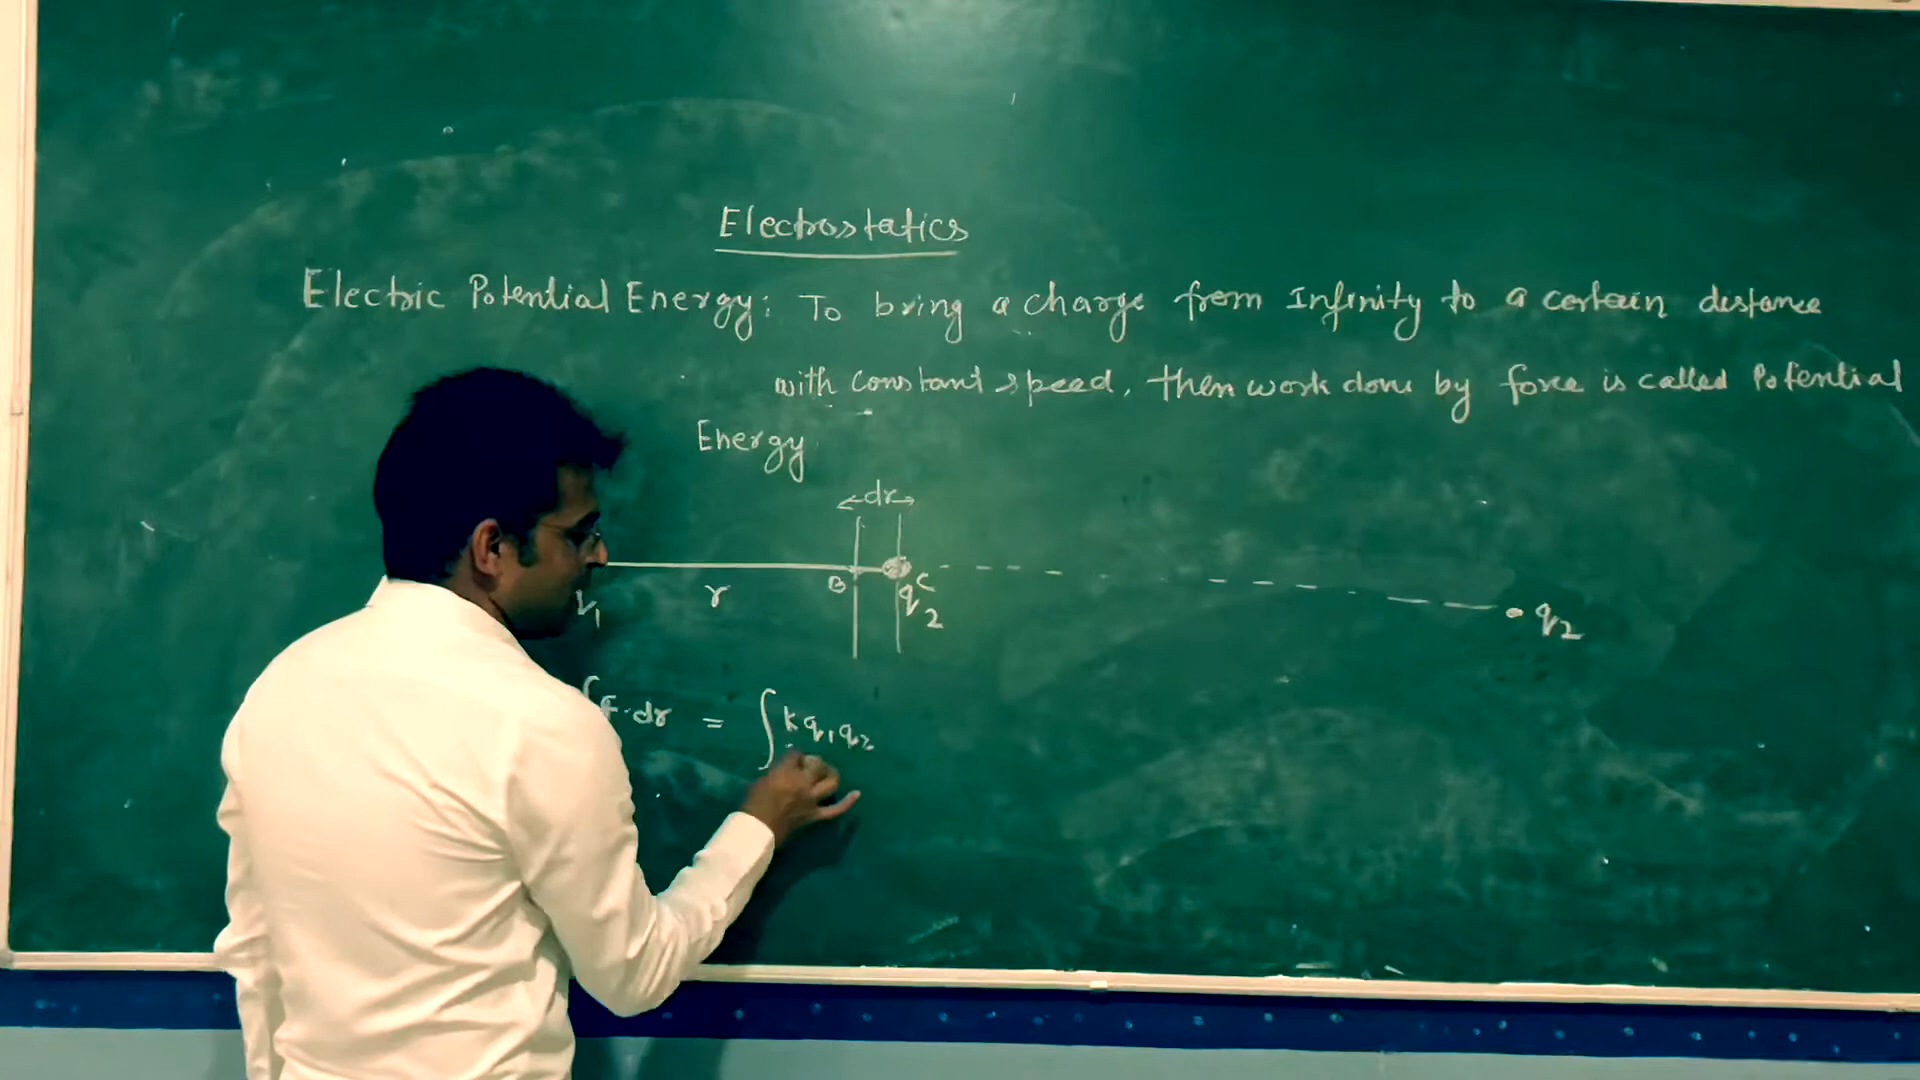 Electrostatics
Electric Potential Energy: To bring a charge from Infinity to a certain distance
with constant speed, then work done by force is called Potential
Energy
dr
B C
r q2 q2
∫F.dr = ∫kq1q2